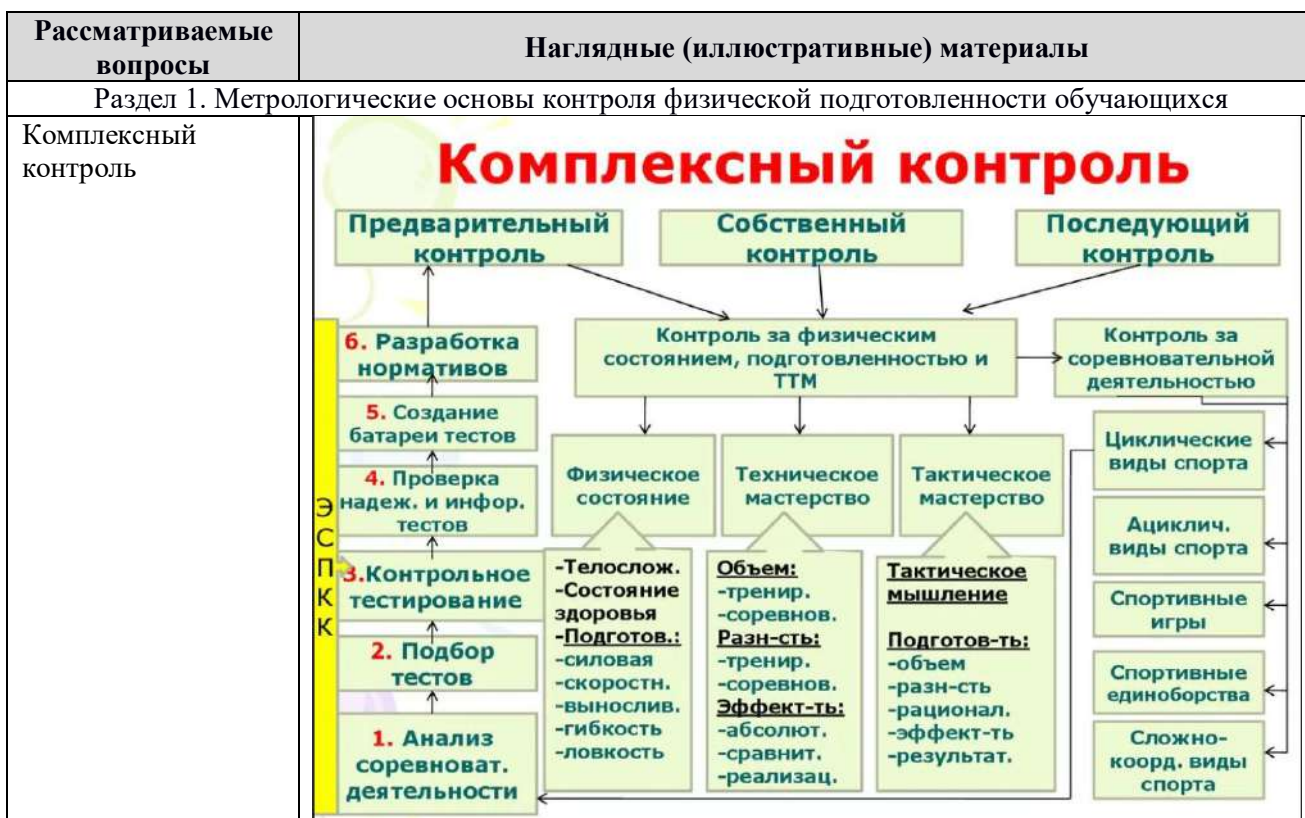 Рассматриваемые
вопросы
Наглядные (иллюстративные) материалы
Раздел 1. Метрологические основы контроля физической подготовленности обучающихся
Комплексный
контроль
Комплексный контроль
Предварительный
контроль
Собственный
контроль
Последующий
контроль
ЭСПКК
6. Разработка
нормативов
5. Создание
батареи тестов
4. Проверка
надеж. и инфор.
тестов
3.Контрольное
тестирование
2. Подбор
тестов
1. Анализ
соревноват.
деятельности
Контроль за физическим
состоянием, подготовленностью и
ТТМ
Контроль за
соревновательной
деятельностью
Физическое
состояние
Техническое
мастерство
Тактическое
мастерство
-Телослож.
-Состояние
здоровья
-Подготов.:
-силовая
-скоростн.
-вынослив.
-гибкость
-ловкость
Объем:
-тренир.
-соревнов.
Разн-сть:
-тренир.
-соревнов.
Эффект-ть:
-абсолют.
-сравнит.
-реализац.
Тактическое
мышление
Подготов-ть:
-объем
-разн-сть
-рационал.
-эффект-ть
-результат.
Циклические
виды спорта
Ациклич.
виды спорта
Спортивные
игры
Спортивные
единоборства
Сложно-
коорд. виды
спорта